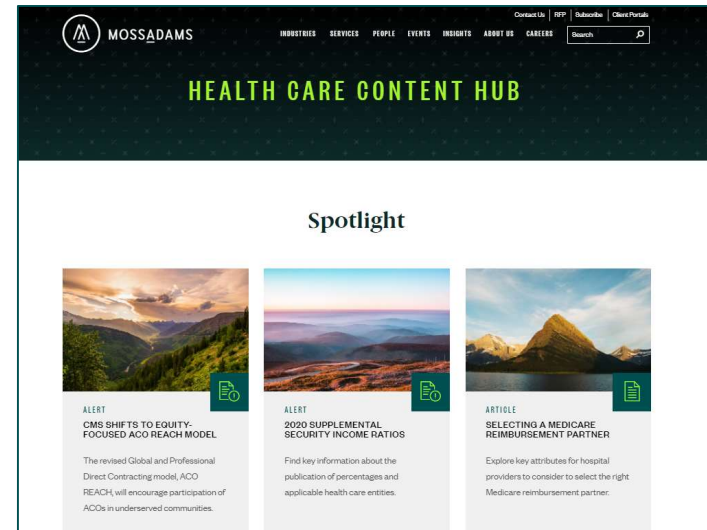 Contact Us | RFP | Subscribe | Client Portals
MOSSADAMS
INDUSTRIES SERVICES PEOPLE EVENTS INSIGHTS ABOUT US CAREERS Search
HEALTH CARE CONTENT HUB
Spotlight
ALERT
CMS SHIFTS TO EQUITY-
FOCUSED ACO REACH MODEL
The revised Global and Professional
Direct Contracting model, ACO
REACH, will encourage participation of
ACOs in underserved communities.
ALERT
2020 SUPPLEMENTAL
SECURITY INCOME RATIOS
Find key information about the
publication of percentages and
applicable health care entities.
ARTICLE
SELECTING A MEDICARE
REIMBURSEMENT PARTNER
Explore key attributes for hospital
providers to consider to select the right
Medicare reimbursement partner.